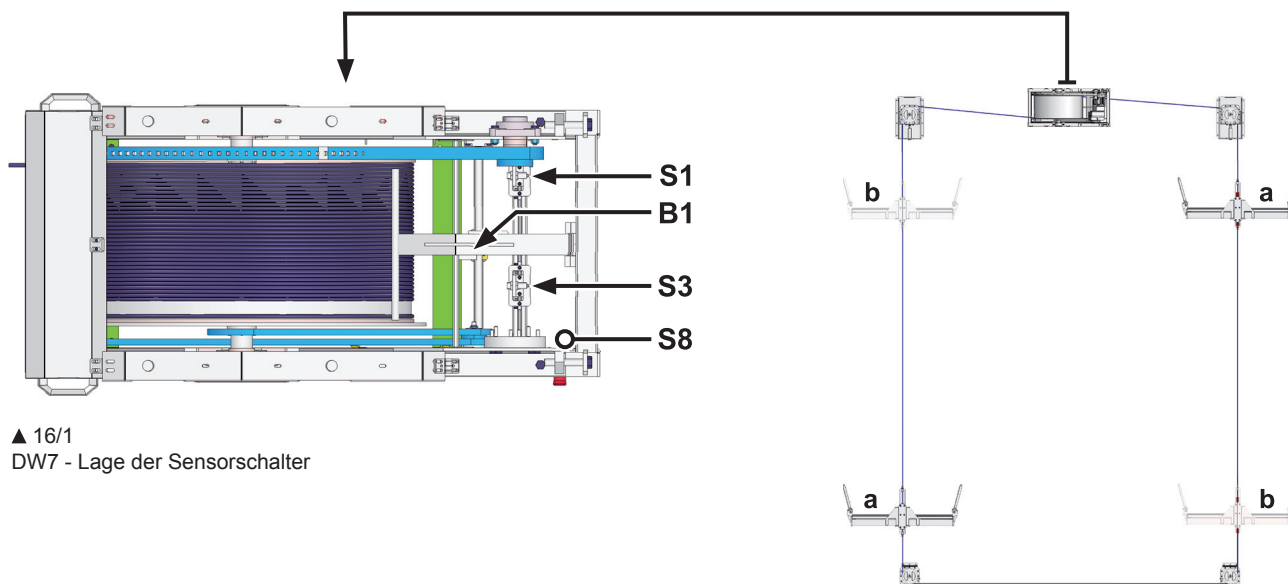 S1
B1
S3
S8
▲ 16/1
DW7 - Lage der Sensorschalter
b
a
a
b